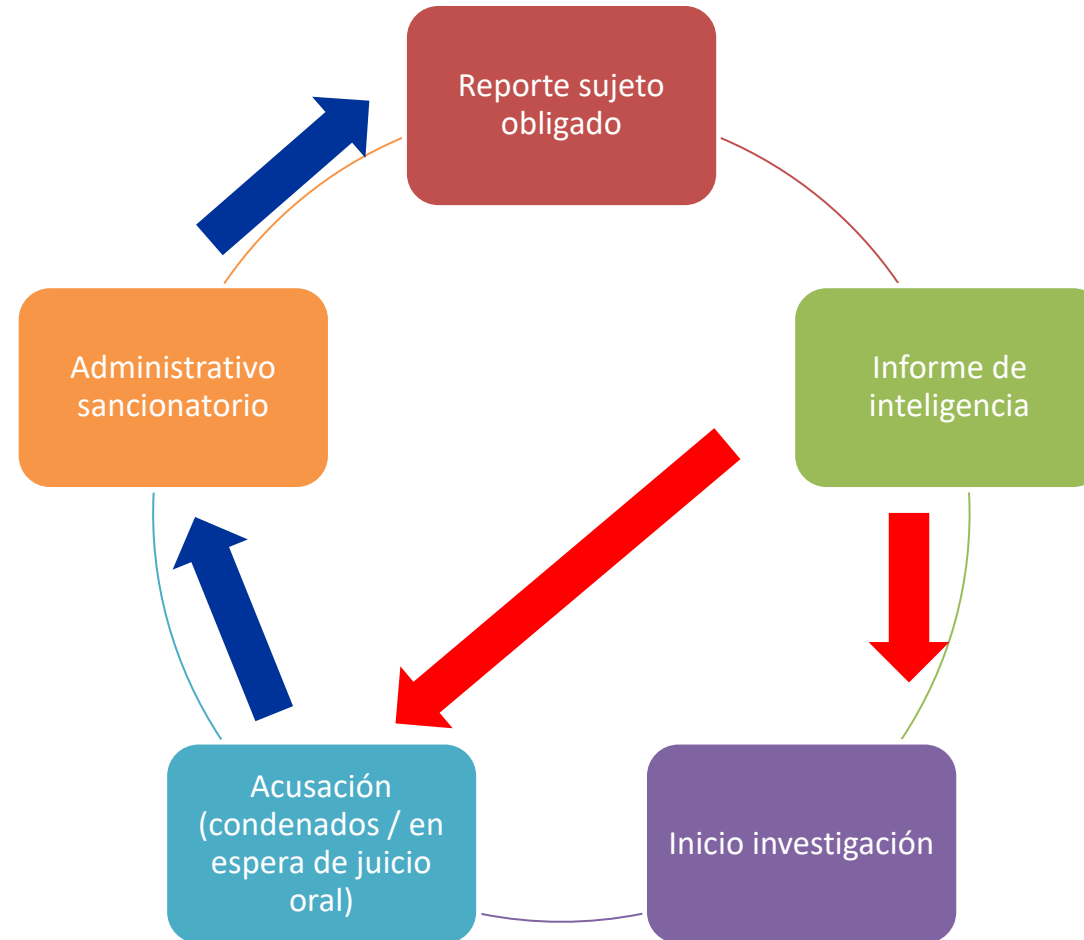 Reporte sujeto
obligado
Informe de
inteligencia
Inicio investigación
Acusación
(condenados / en
espera de juicio
oral)
Administrativo
sancionatorio